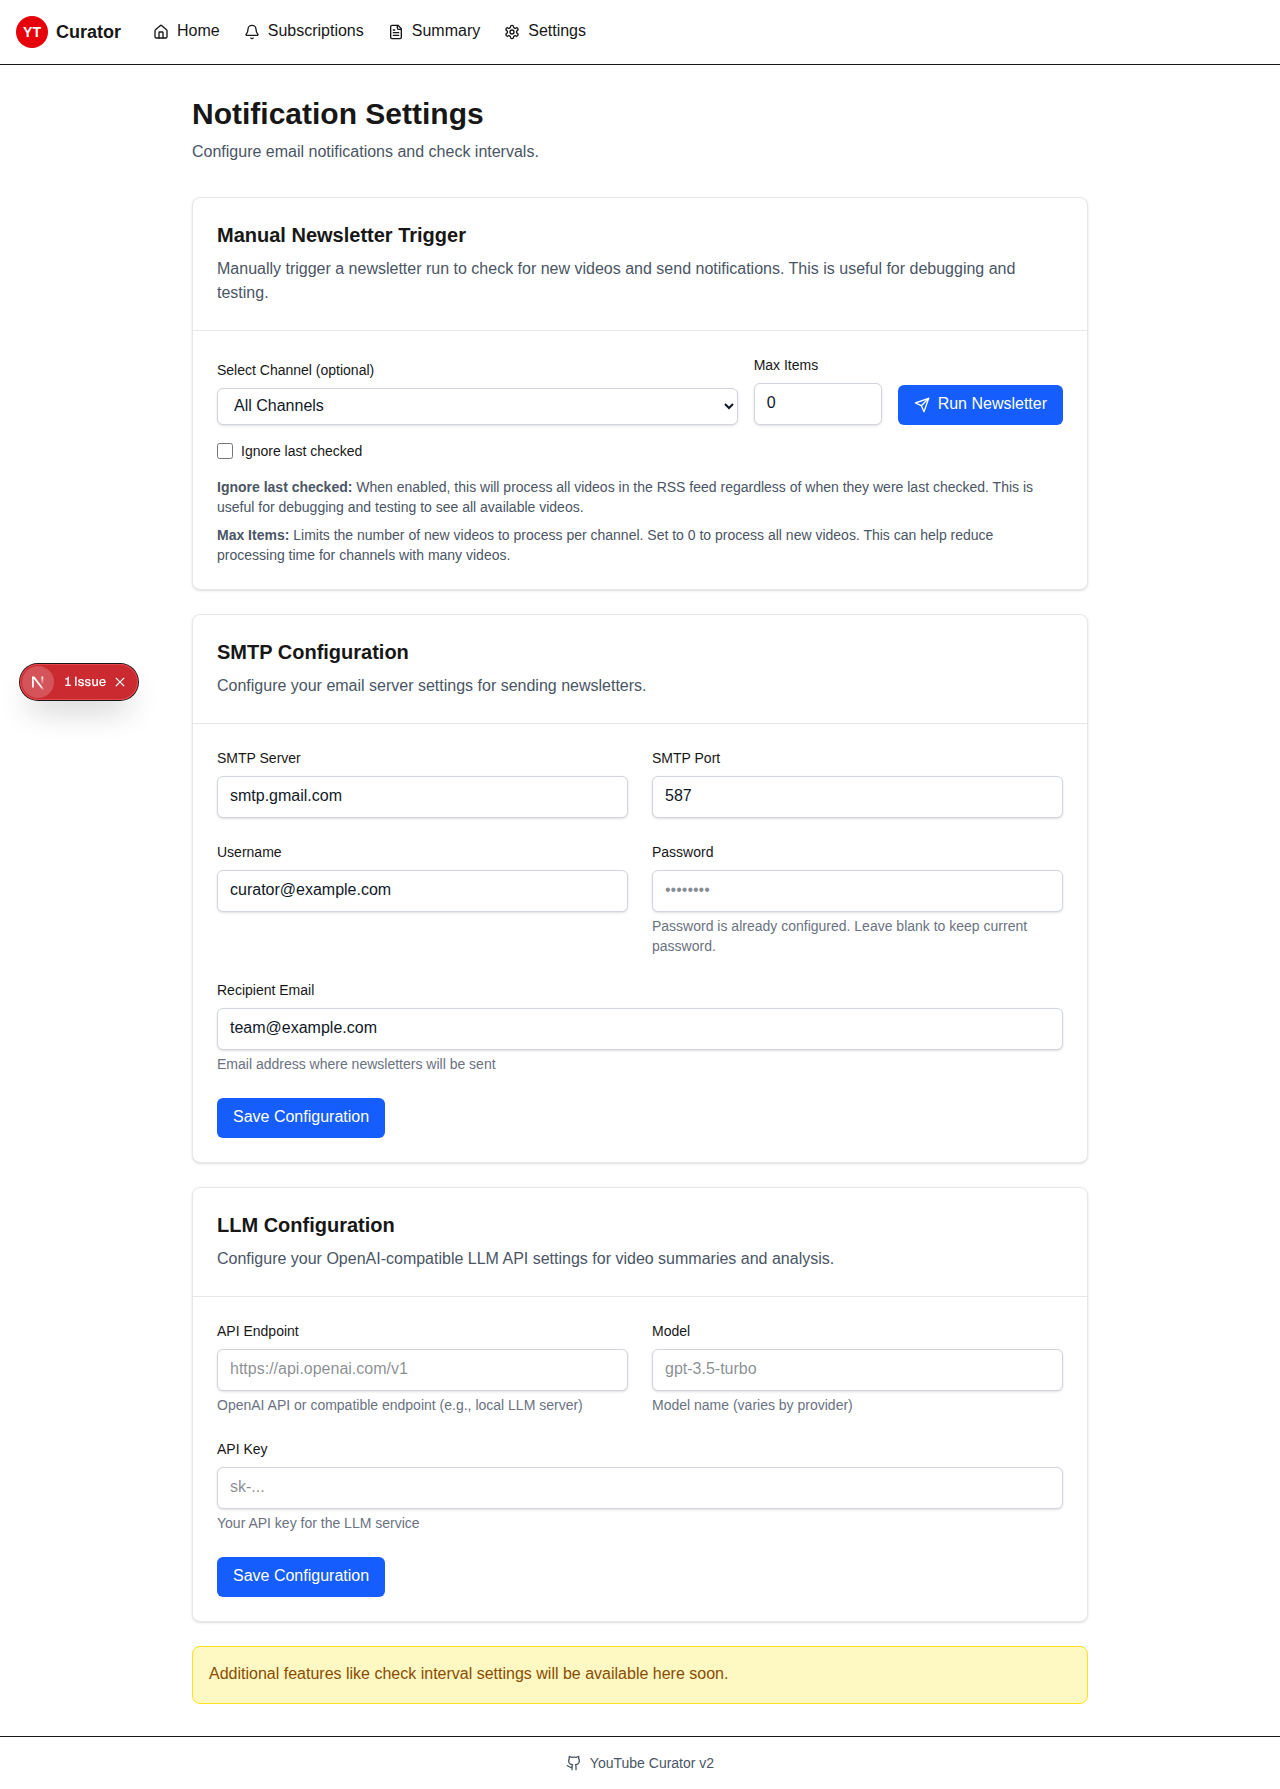 YT Curator Home Subscriptions Summary Settings
Notification Settings
Configure email notifications and check intervals.
Manual Newsletter Trigger
Manually trigger a newsletter run to check for new videos and send notifications. This is useful for debugging and
testing.
Select Channel (optional)
Max Items
All Channels
0
Run Newsletter
Ignore last checked
Ignore last checked: When enabled, this will process all videos in the RSS feed regardless of when they were last checked. This is
useful for debugging and testing to see all available videos.
Max Items: Limits the number of new videos to process per channel. Set to 0 to process all new videos. This can help reduce
processing time for channels with many videos.
SMTP Configuration
Configure your email server settings for sending newsletters.
1 Issue
SMTP Server
SMTP Port
smtp.gmail.com
587
Username
Password
curator@example.com
••••••••
Password is already configured. Leave blank to keep current
password.
Recipient Email
team@example.com
Email address where newsletters will be sent
Save Configuration
LLM Configuration
Configure your OpenAI-compatible LLM API settings for video summaries and analysis.
API Endpoint
Model
https://api.openai.com/v1
gpt-3.5-turbo
OpenAI API or compatible endpoint (e.g., local LLM server)
Model name (varies by provider)
API Key
sk-...
Your API key for the LLM service
Save Configuration
Additional features like check interval settings will be available here soon.
YouTube Curator v2